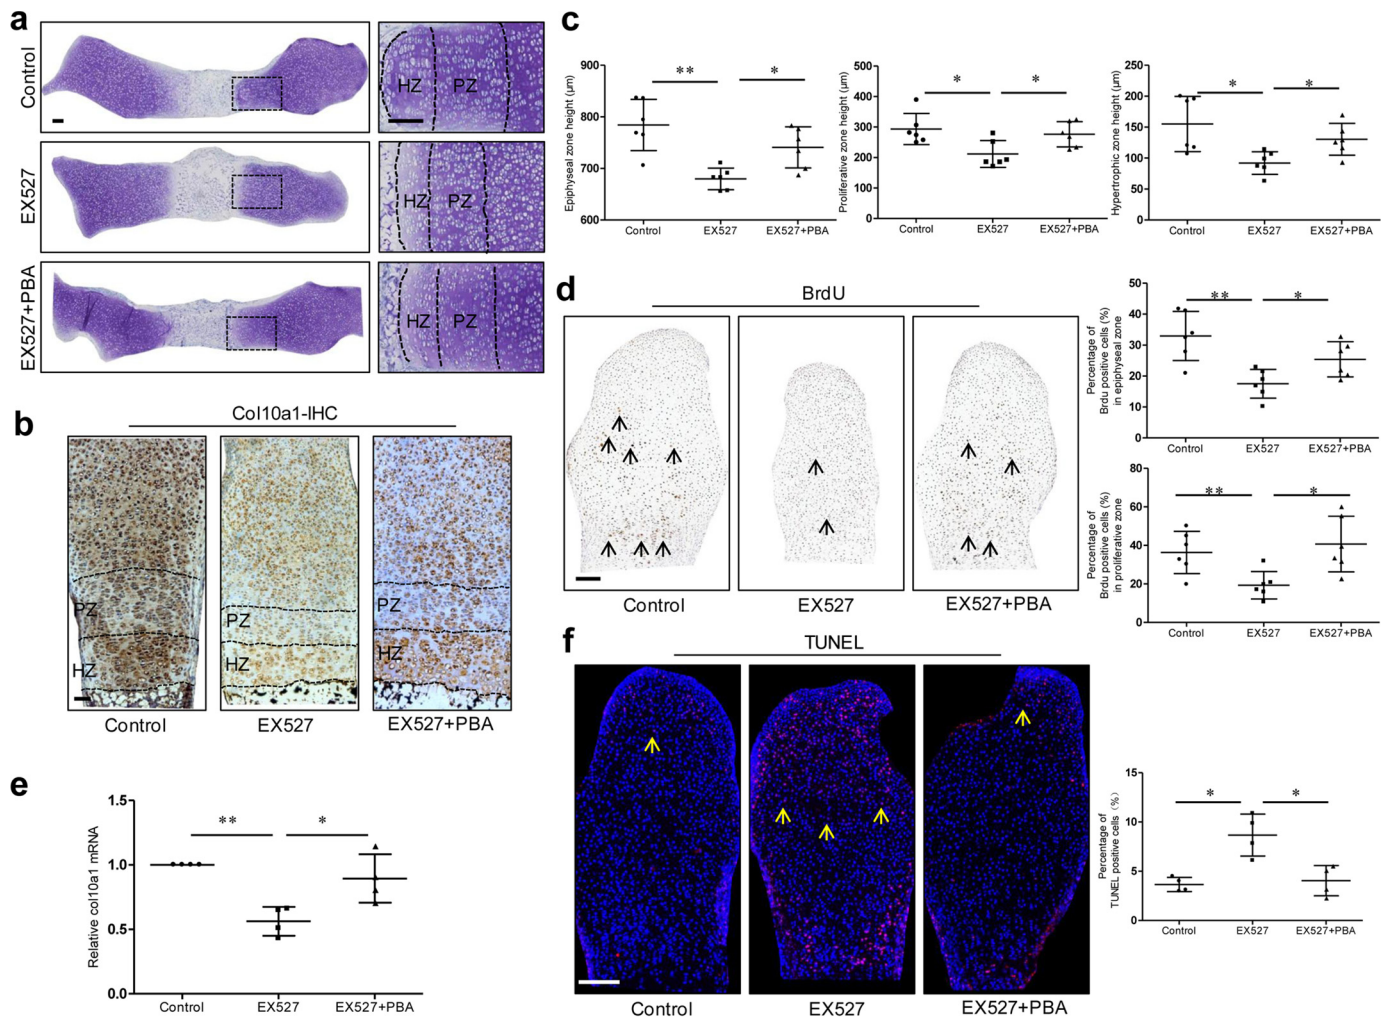 a
Control
HZ
PZ
EX527
HZ
PZ
EX527+PBA
HZ
PZ
b
Col10a1-IHC
PZ
HZ
PZ
HZ
PZ
HZ
Control
EX527
EX527+PBA
c
Epiphyseal zone height (μm)
900
800
700
600
**
*
Control
EX527
EX527+PBA
Proliferative zone height (μm)
500
400
300
200
100
0
*
*
Control
EX527
EX527+PBA
Hypertrophic zone height (μm)
250
200
150
100
50
0
*
*
Control
EX527
EX527+PBA
d
BrdU
Control
EX527
EX527+PBA
Percentage of
Brdu positive cells (%)
in epiphyseal zone
50
40
30
20
10
0
**
*
Control
EX527
EX527+PBA
Percentage of
Brdu positive cells (%)
in proliferative zone
80
60
40
20
0
**
*
Control
EX527
EX527+PBA
e
Relative col10a1 mRNA
1.5
1.0
0.5
0.0
**
*
Control
EX527
EX527+PBA
f
TUNEL
Control
EX527
EX527+PBA
Percentage of
TUNEL positive cells (%)
15
10
5
0
*
*
Control
EX527
EX527+PBA